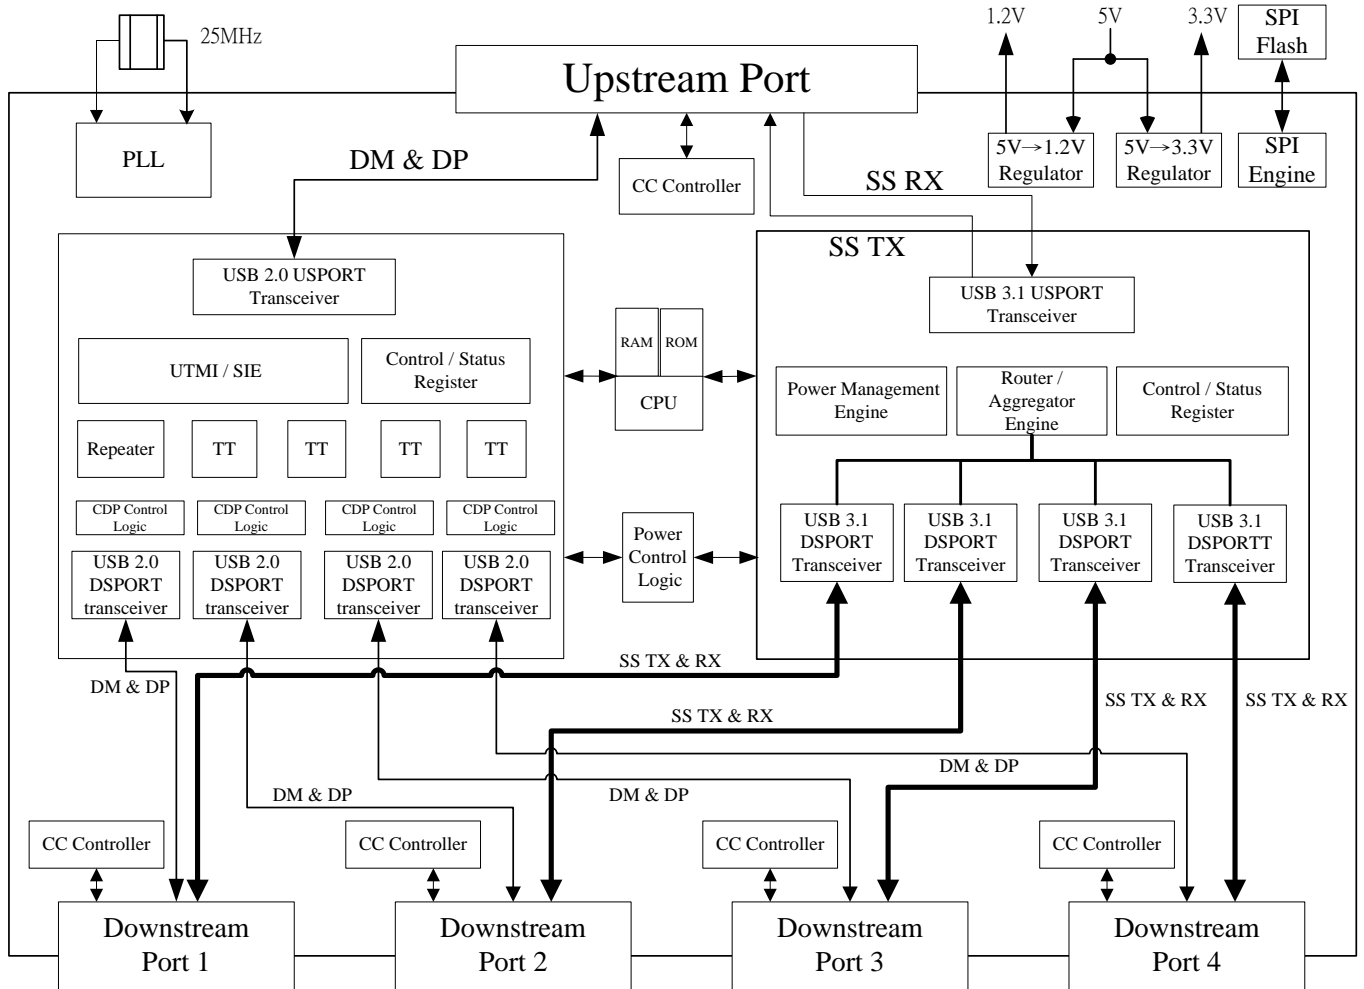 25MHz
1.2V
5V
3.3V
SPI
Flash
Upstream Port
PLL
DM & DP
CC Controller
SS RX
5V→1.2V
Regulator
5V→3.3V
Regulator
SPI
Engine
SS TX
USB 2.0 USPORT
Transceiver
USB 3.1 USPORT
Transceiver
UTMI / SIE
Control / Status
Register
RAM
ROM
CPU
Power Management
Engine
Router /
Aggregator
Engine
Control / Status
Register
Repeater
TT
TT
TT
TT
CDP Control
Logic
CDP Control
Logic
CDP Control
Logic
CDP Control
Logic
USB 2.0
DSPORT
transceiver
USB 2.0
DSPORT
transceiver
USB 2.0
DSPORT
transceiver
USB 2.0
DSPORT
transceiver
Power
Control
Logic
USB 3.1
DSPORT
Transceiver
USB 3.1
DSPORT
Transceiver
USB 3.1
DSPORT
Transceiver
USB 3.1
DSPORTT
Transceiver
DM & DP
SS TX & RX
SS TX & RX
SS TX & RX
SS TX & RX
DM & DP
DM & DP
DM & DP
CC Controller
CC Controller
CC Controller
CC Controller
Downstream
Port 1
Downstream
Port 2
Downstream
Port 3
Downstream
Port 4